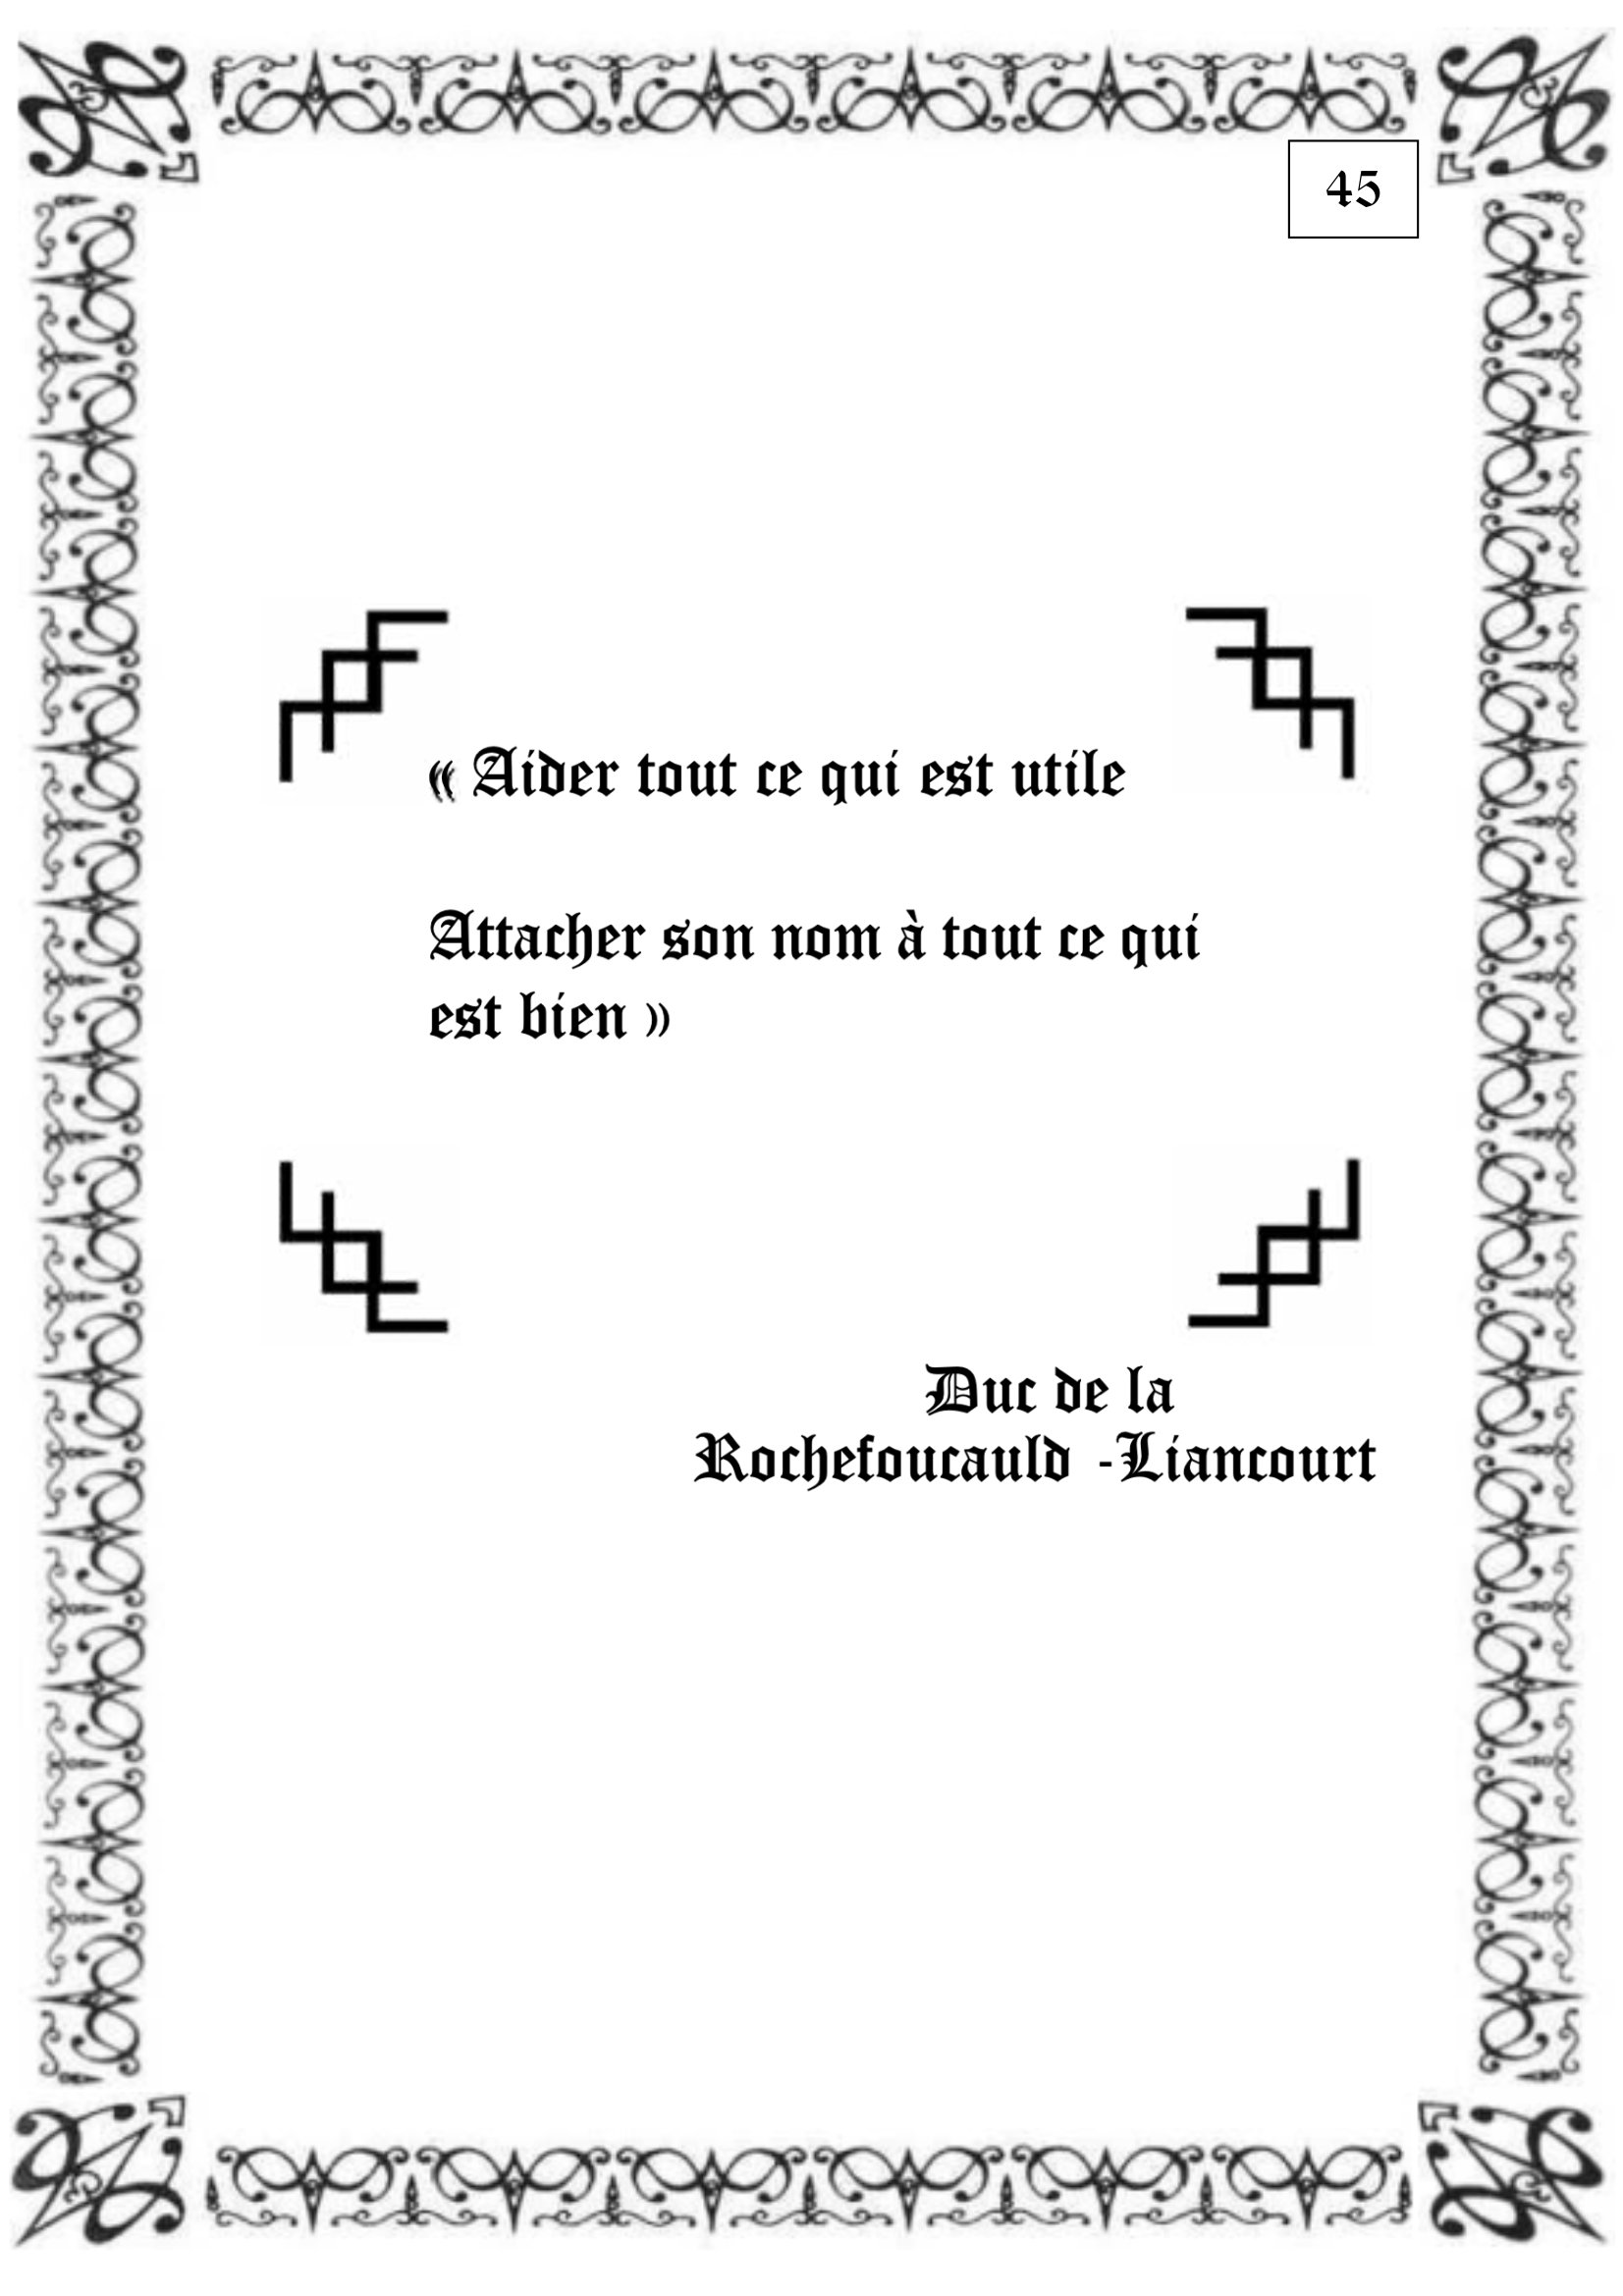 45
« Aider tout ce qui est utile
Attacher son nom à tout ce qui
est bien »
Duc de la
Rochefoucauld -Liancourt